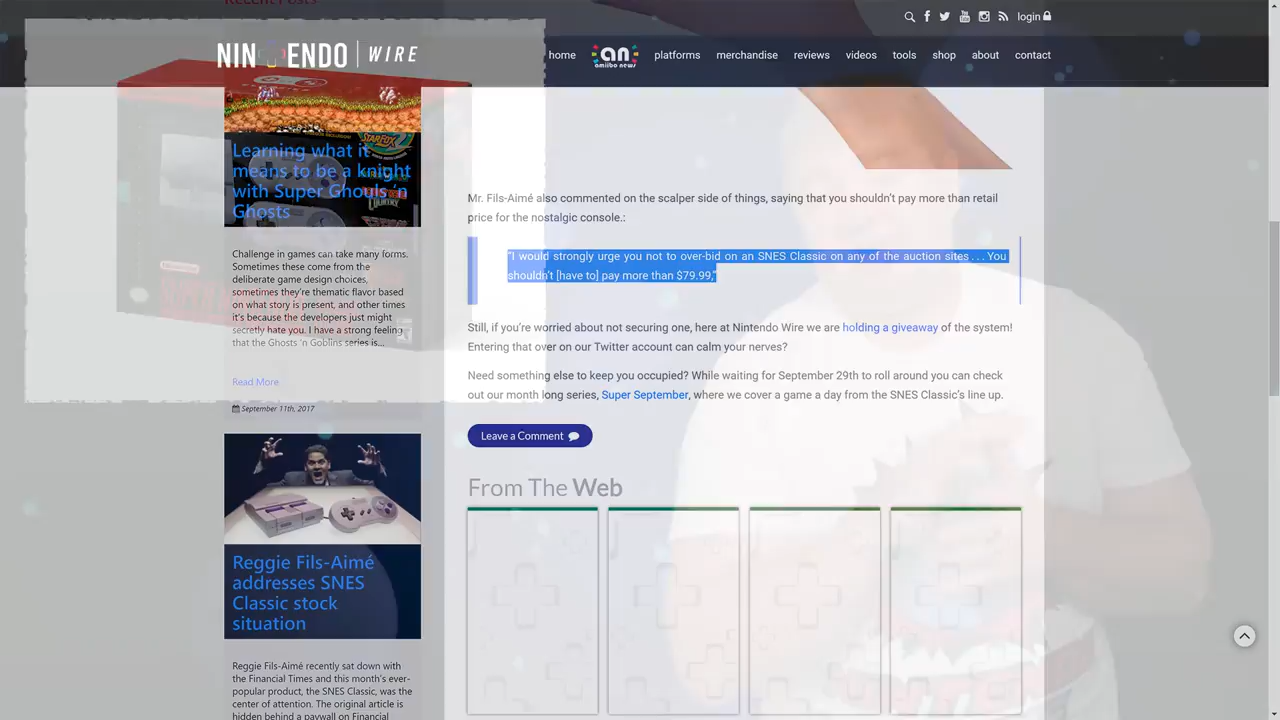 Recent Posts
login
NINTENDO WIRE
home
an
amiibo news
platforms
merchandise
reviews
videos
tools
shop
about
contact
STARFOX
2
COUNTRY
Learning what it
means to be a knight
with Super Ghouls ‘n
Ghosts
Challenge in games can take many forms.
Sometimes these come from the
deliberate game design choices,
sometimes they’re thematic flavor based
on what story is present, and other times
it’s because the developers just might
secretly hate you. I have a strong feeling
that the Ghosts ‘n Goblins series is...
Read More
September 11th, 2017
Reggie Fils-Aimé
addresses SNES
Classic stock
situation
Reggie Fils-Aimé recently sat down with
the Financial Times and this month’s ever-
popular product, the SNES Classic, was the
center of attention. The original article is
hidden behind a paywall on Financial
Mr. Fils-Aimé also commented on the scalper side of things, saying that you shouldn’t pay more than retail
price for the nostalgic console.:
“I would strongly urge you not to over-bid on an SNES Classic on any of the auction sites . . . You
shouldn’t [have to] pay more than $79.99,”
Still, if you’re worried about not securing one, here at Nintendo Wire we are holding a giveaway of the system!
Entering that over on our Twitter account can calm your nerves?
Need something else to keep you occupied? While waiting for September 29th to roll around you can check
out our month long series, Super September, where we cover a game a day from the SNES Classic’s line up.
Leave a Comment
From The Web